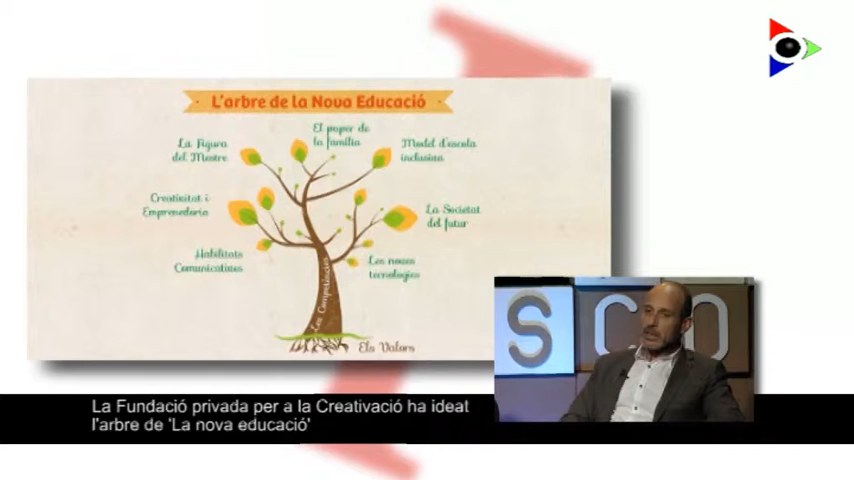 L'arbre de la Nova Educació
El paper de
la família
La Figura
del Mestre
Model d'escola
inclusiva
Creativitat i
Emprenedoria
La Societat
del futur
Habilitats
Comunicatives
Les noves
tecnologies
Les Competències
Els Valors
S C O
La Fundació privada per a la Creativació ha ideat
l'arbre de 'La nova educació'